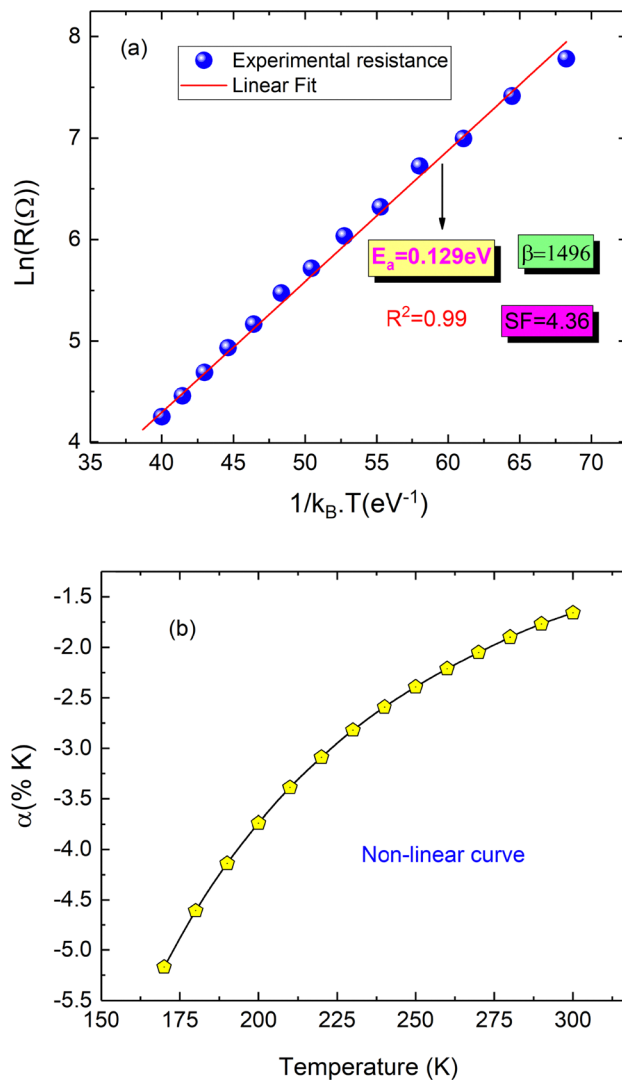 (a)
Experimental resistance
Linear Fit
Ln(R(Ω))
8
7
6
5
4
E_a=0.129eV
β=1496
R²=0.99
SF=4.36
35 40 45 50 55 60 65 70
1/k_B.T(eV⁻¹)
(b)
α(% K)
-1.5
-2.0
-2.5
-3.0
-3.5
-4.0
-4.5
-5.0
-5.5
Non-linear curve
150 175 200 225 250 275 300
Temperature (K)